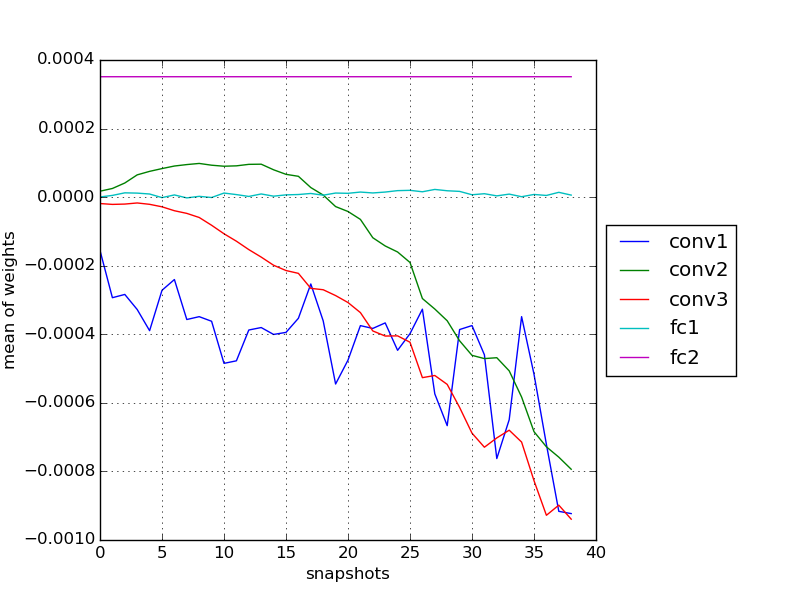 0.0004
0.0002
0.0000
−0.0002
−0.0004
−0.0006
−0.0008
−0.0010
mean of weights
0 5 10 15 20 25 30 35 40
snapshots
conv1
conv2
conv3
fc1
fc2